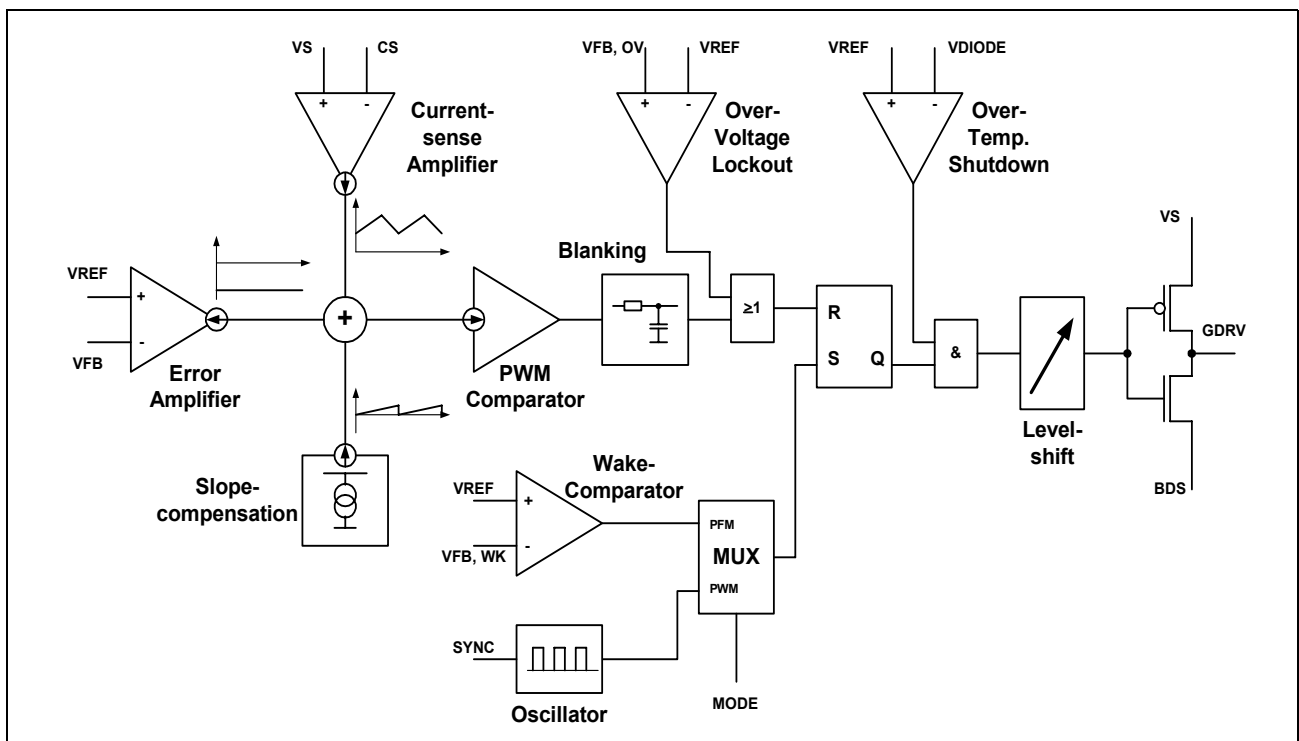 VS CS
+ -
Current-
sense
Amplifier
VFB, OV VREF
+ -
Over-
Voltage
Lockout
VREF VDIODE
+ -
Over-
Temp.
Shutdown
VREF
+
VFB
-
Error
Amplifier
+
PWM
Comparator
Blanking
≥1
R
S Q
&
Level-
shift
VS
GDRV
BDS
Slope-
compensation
Wake-
Comparator
VREF
+
VFB, WK
-
PFM
MUX
PWM
SYNC
Oscillator
MODE